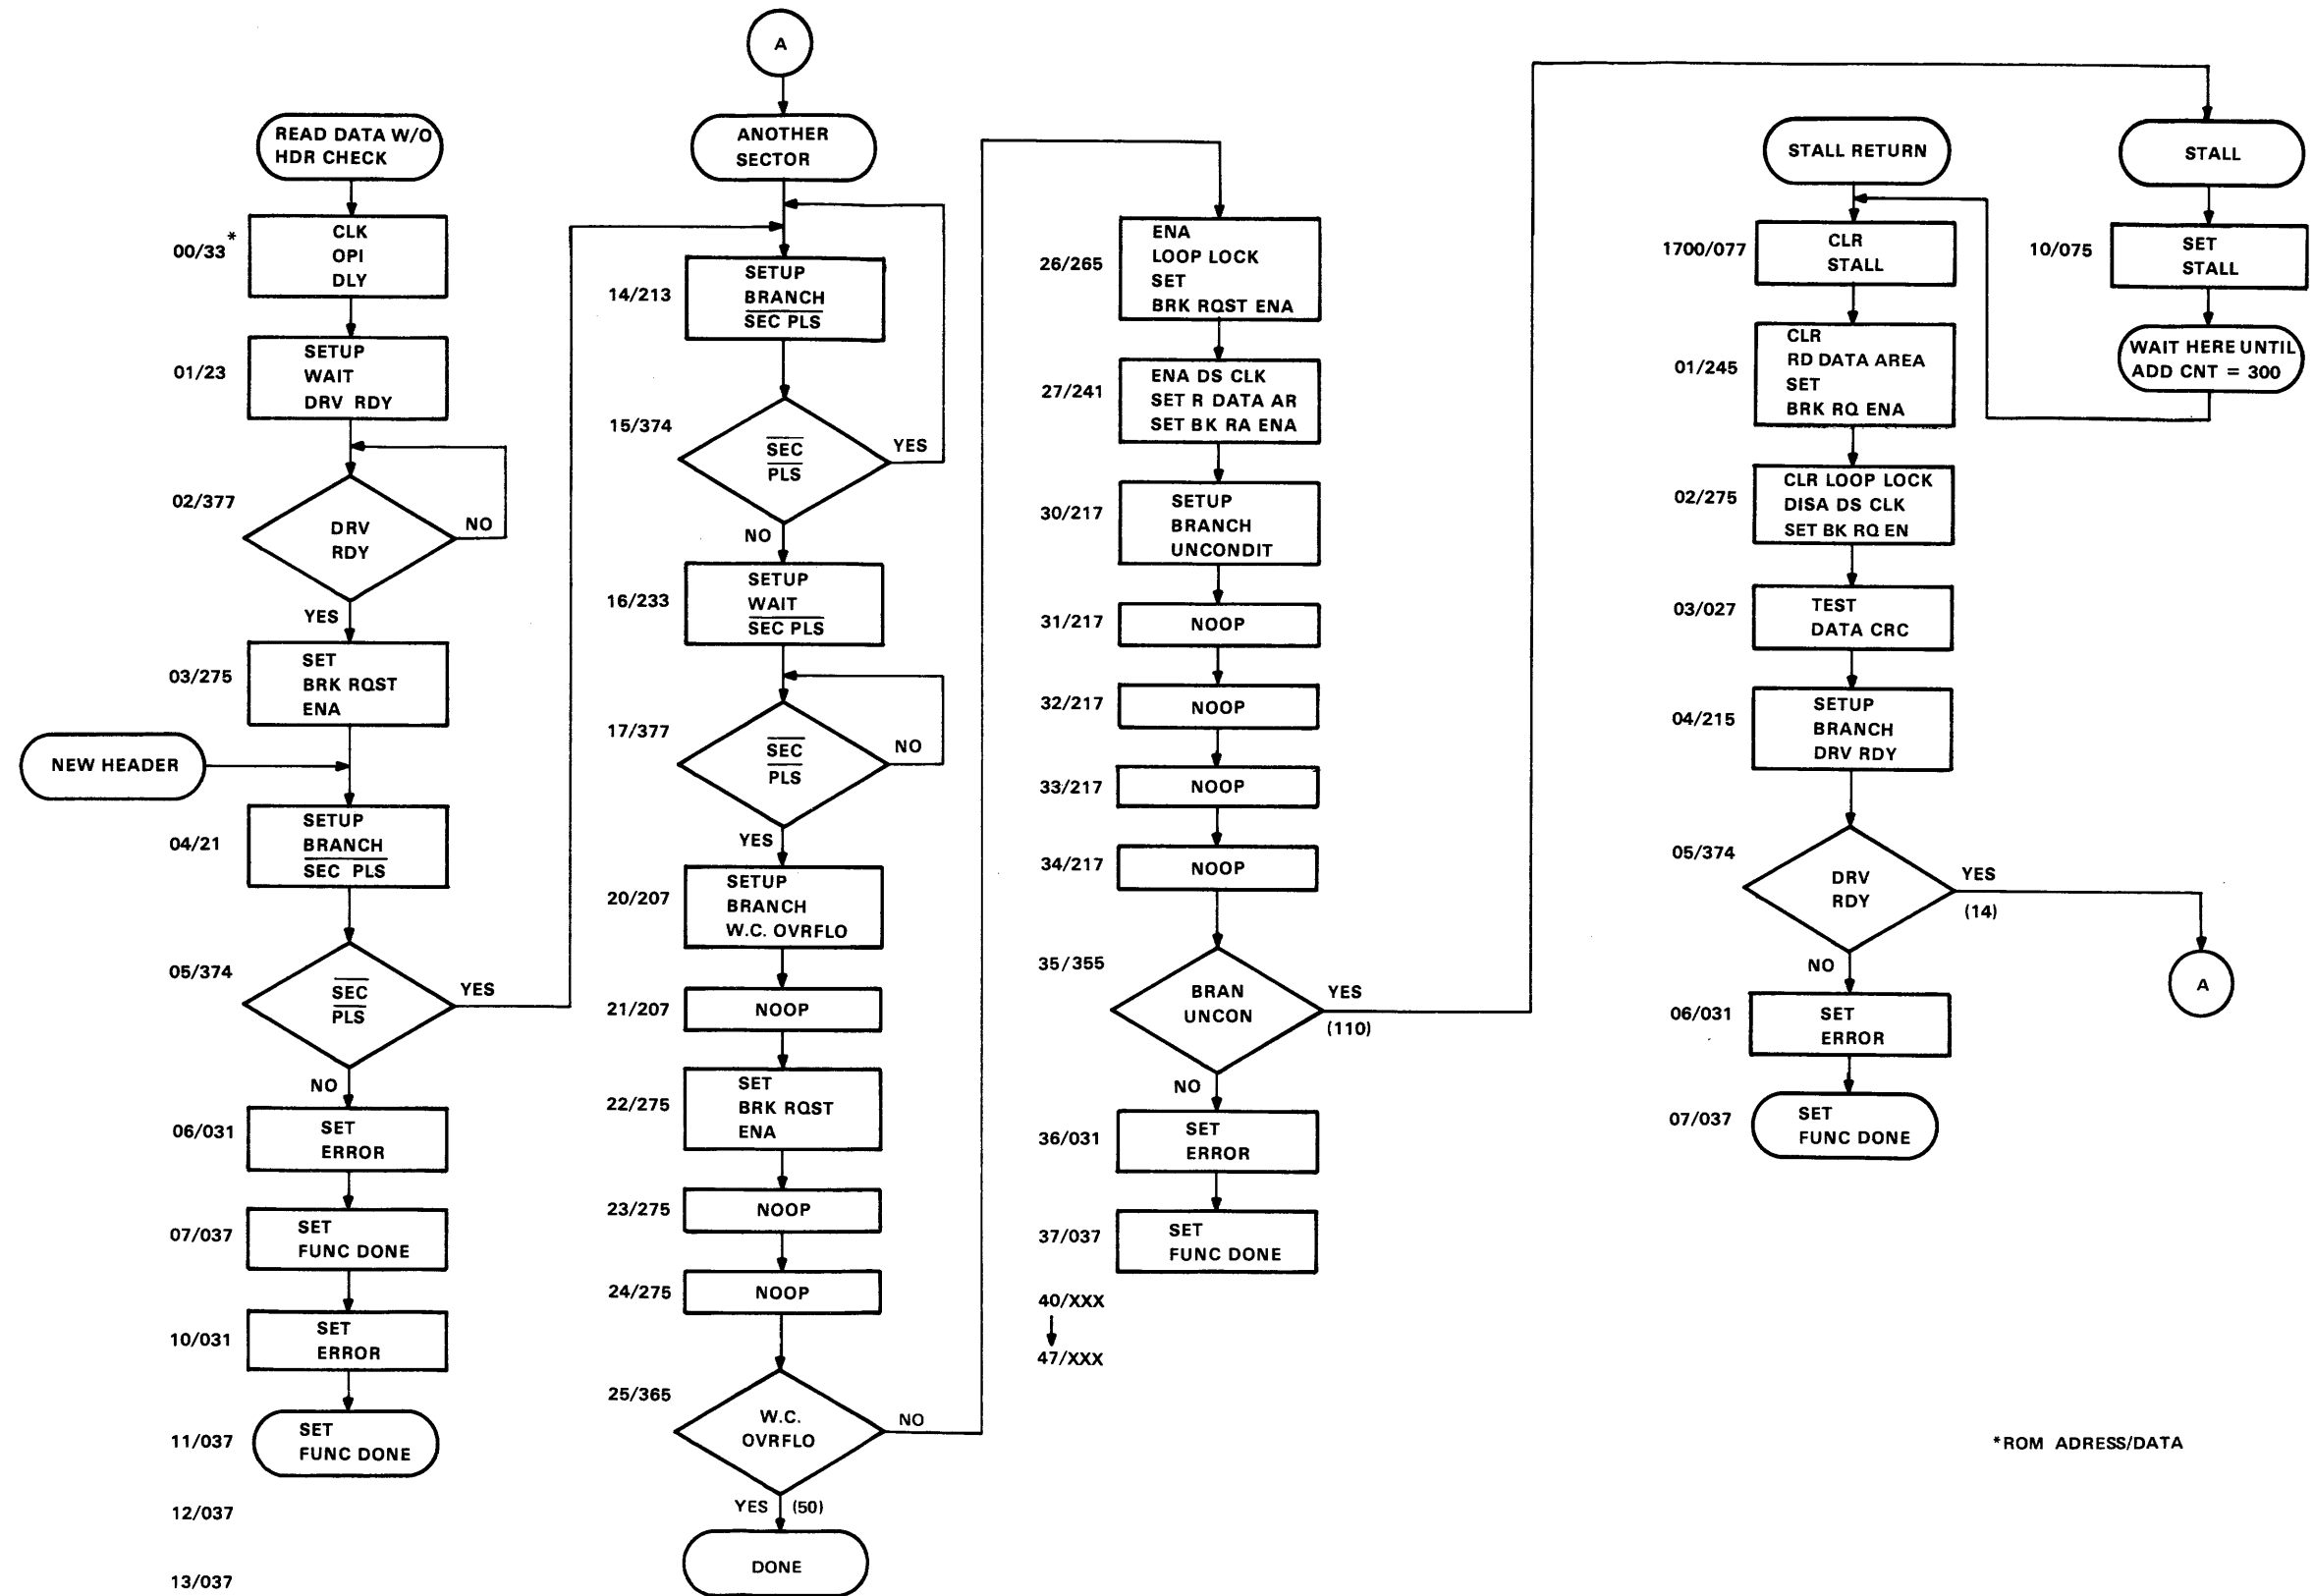 READ DATA W/O
HDR CHECK
00/33*
CLK
OPI
DLY
01/23
SETUP
WAIT
DRV RDY
02/377
DRV
RDY
NO
YES
03/275
SET
BRK RQST
ENA
NEW HEADER
04/21
SETUP
BRANCH
SEC PLS
05/374
SEC
PLS
YES
NO
06/031
SET
ERROR
07/037
SET
FUNC DONE
10/031
SET
ERROR
11/037
SET
FUNC DONE
12/037
13/037
A
ANOTHER
SECTOR
14/213
SETUP
BRANCH
SEC PLS
15/374
SEC
PLS
YES
NO
16/233
SETUP
WAIT
SEC PLS
17/377
SEC
PLS
NO
YES
20/207
SETUP
BRANCH
W.C. OVRFLO
21/207
NOOP
22/275
SET
BRK RQST
ENA
23/275
NOOP
24/275
NOOP
25/365
W.C.
OVRFLO
NO
YES (50)
DONE
26/265
ENA
LOOP LOCK
SET
BRK RQST ENA
27/241
ENA DS CLK
SET R DATA AR
SET BK RA ENA
30/217
SETUP
BRANCH
UNCONDIT
31/217
NOOP
32/217
NOOP
33/217
NOOP
34/217
NOOP
35/355
BRAN
UNCON
YES
(110)
NO
36/031
SET
ERROR
37/037
SET
FUNC DONE
40/XXX
47/XXX
STALL RETURN
1700/077
CLR
STALL
01/245
CLR
RD DATA AREA
SET
BRK RQ ENA
02/275
CLR LOOP LOCK
DISA DS CLK
SET BK RQ EN
03/027
TEST
DATA CRC
04/215
SETUP
BRANCH
DRV RDY
05/374
DRV
RDY
YES
(14)
A
NO
06/031
SET
ERROR
07/037
SET
FUNC DONE
STALL
10/075
SET
STALL
WAIT HERE UNTIL
ADD CNT = 300
*ROM ADRESS/DATA